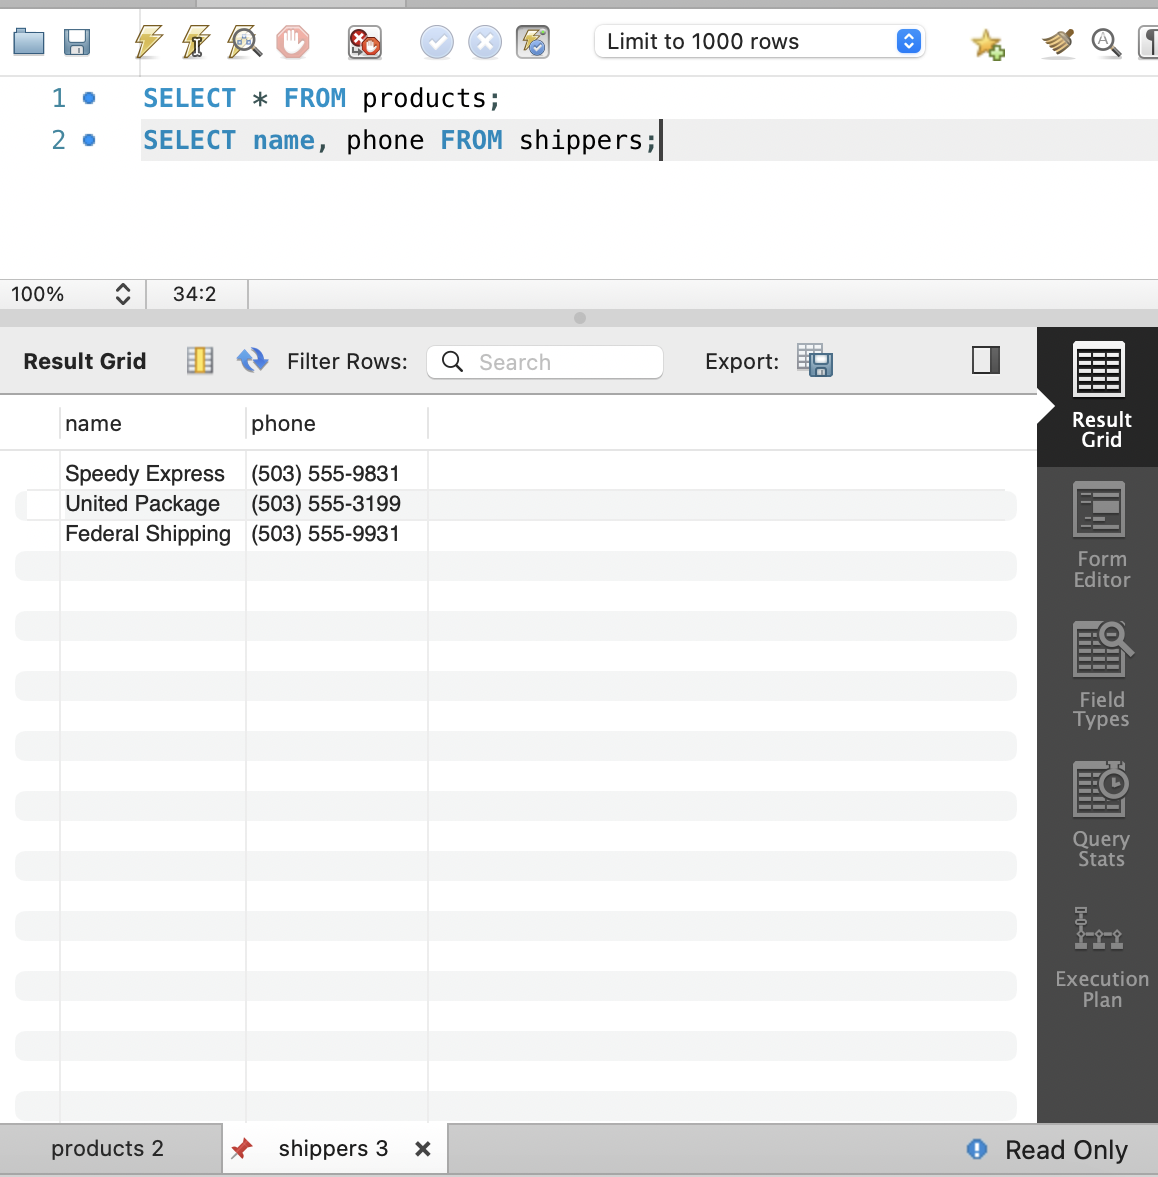 Limit to 1000 rows
1 SELECT * FROM products;
2 SELECT name, phone FROM shippers;
100% 34:2
Result Grid Filter Rows: Search Export:
Result
Grid
name phone
Speedy Express (503) 555-9831
United Package (503) 555-3199
Federal Shipping (503) 555-9931
Form
Editor
Field
Types
Query
Stats
Execution
Plan
products 2 shippers 3 Read Only